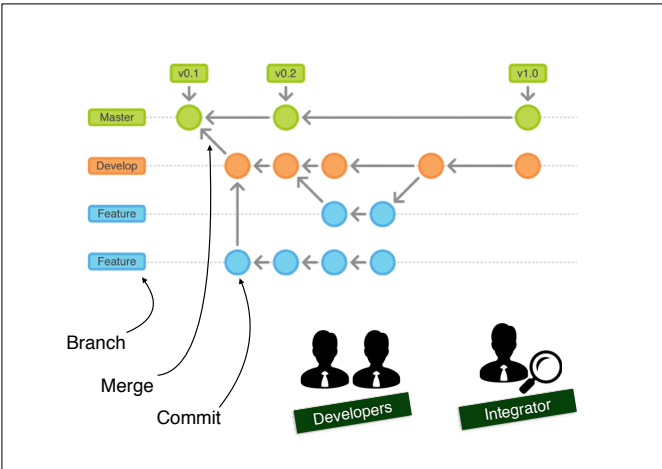 v0.1
v0.2
v1.0
Master
Develop
Feature
Feature
Branch
Merge
Commit
Developers
Integrator